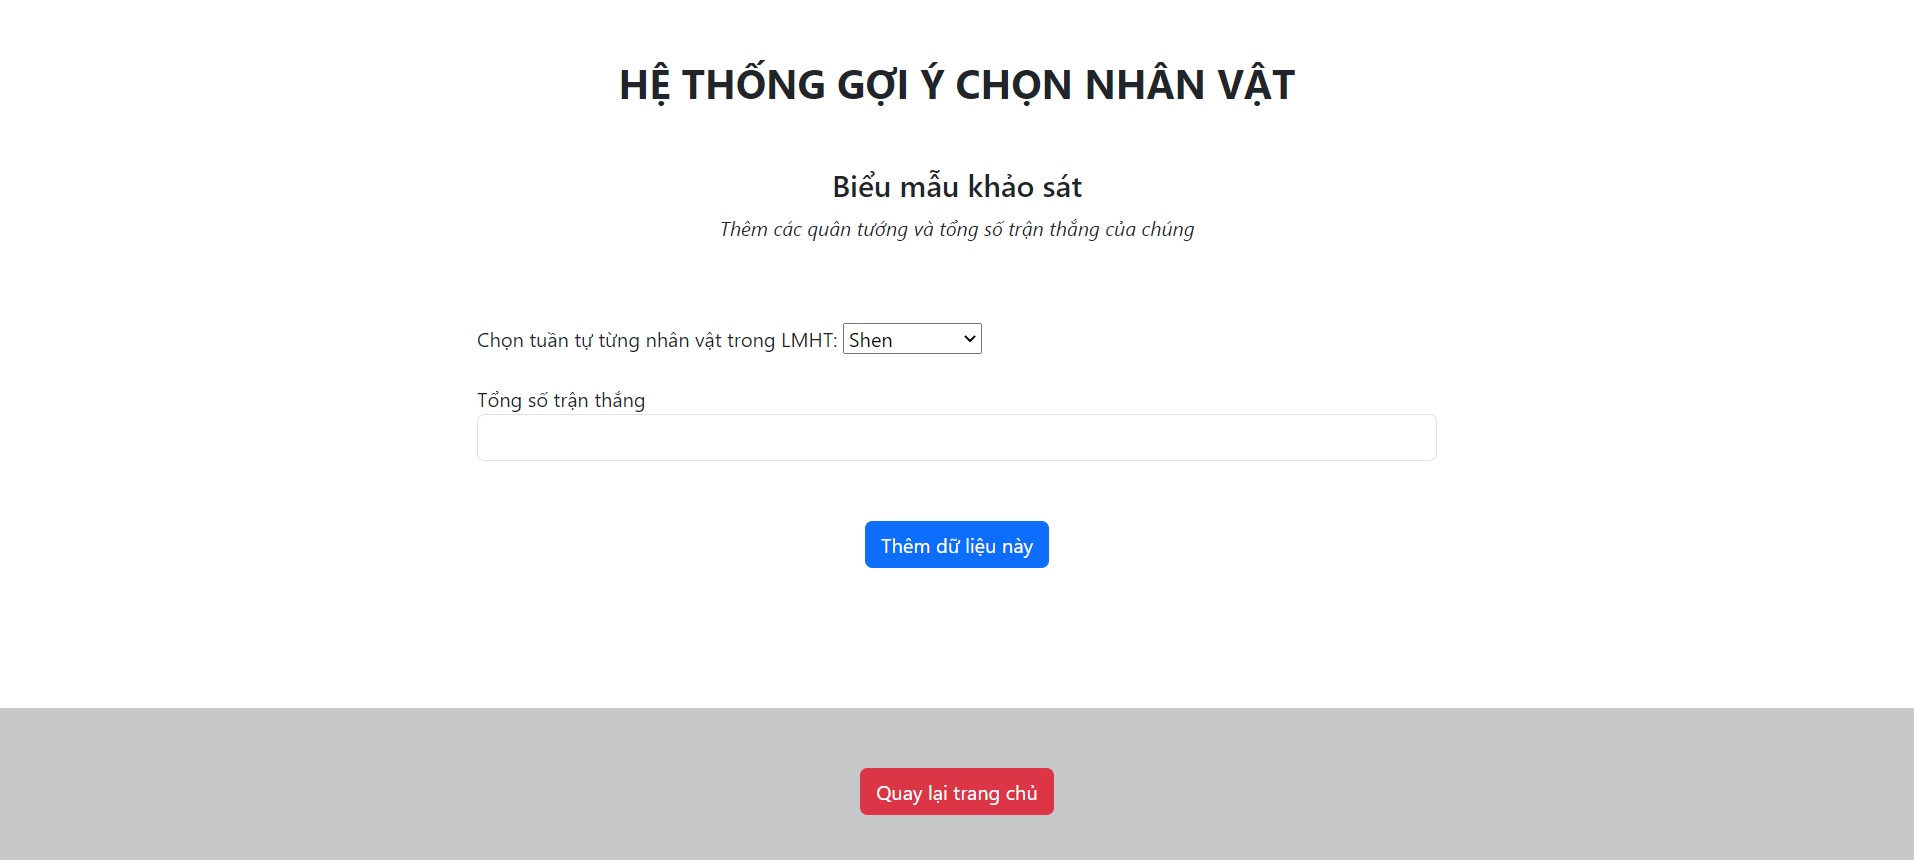 HỆ THỐNG GỢI Ý CHỌN NHÂN VẬT
Biểu mẫu khảo sát
Thêm các quân tướng và tổng số trận thắng của chúng
Chọn tuần tự từng nhân vật trong LMHT: Shen
Tổng số trận thắng
Thêm dữ liệu này
Quay lại trang chủ